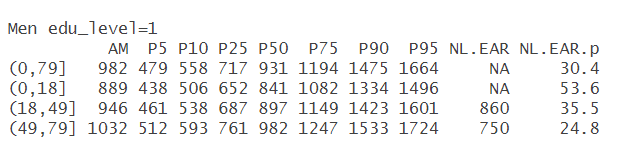 Men edu_level=1
AM P5 P10 P25 P50 P75 P90 P95 NL.EAR NL.EAR.p
(0,79] 982 479 558 717 931 1194 1475 1664 NA 30.4
(0,18] 889 438 506 652 841 1082 1334 1496 NA 53.6
(18,49] 946 461 538 687 897 1149 1423 1601 860 35.5
(49,79] 1032 512 593 761 982 1247 1533 1724 750 24.8